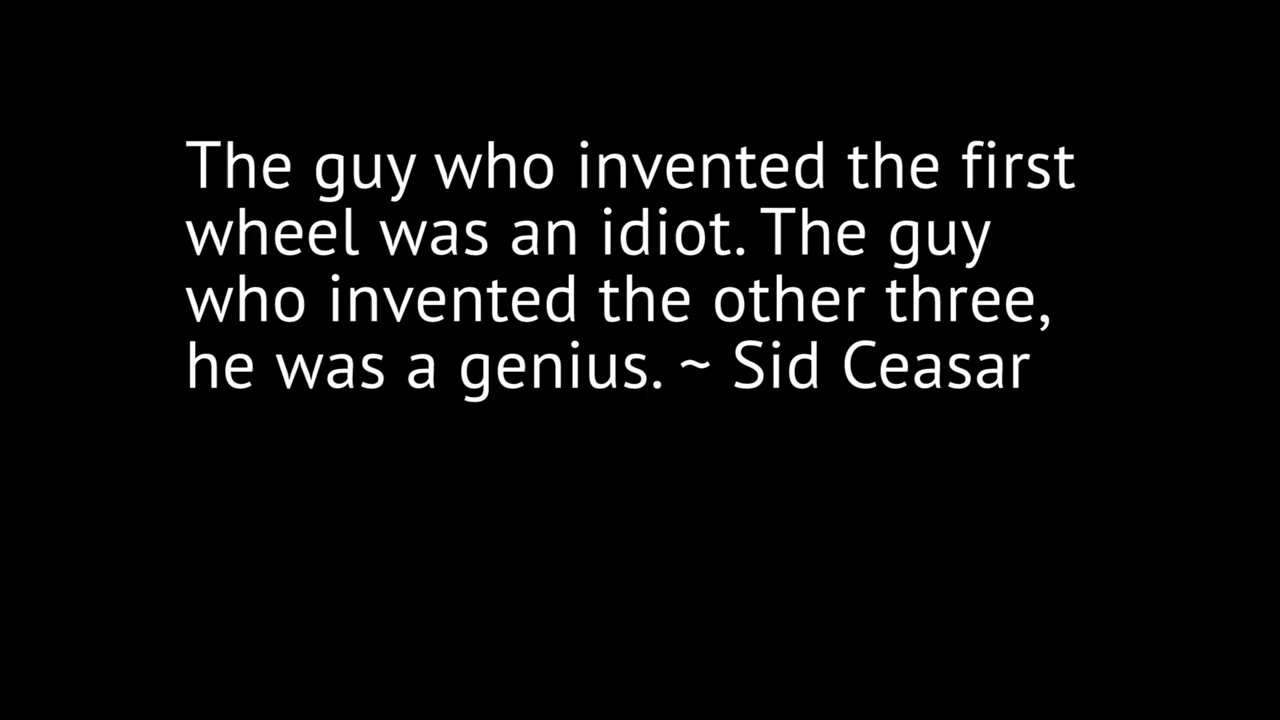 The guy who invented the first
wheel was an idiot. The guy
who invented the other three,
he was a genius. ~ Sid Ceasar